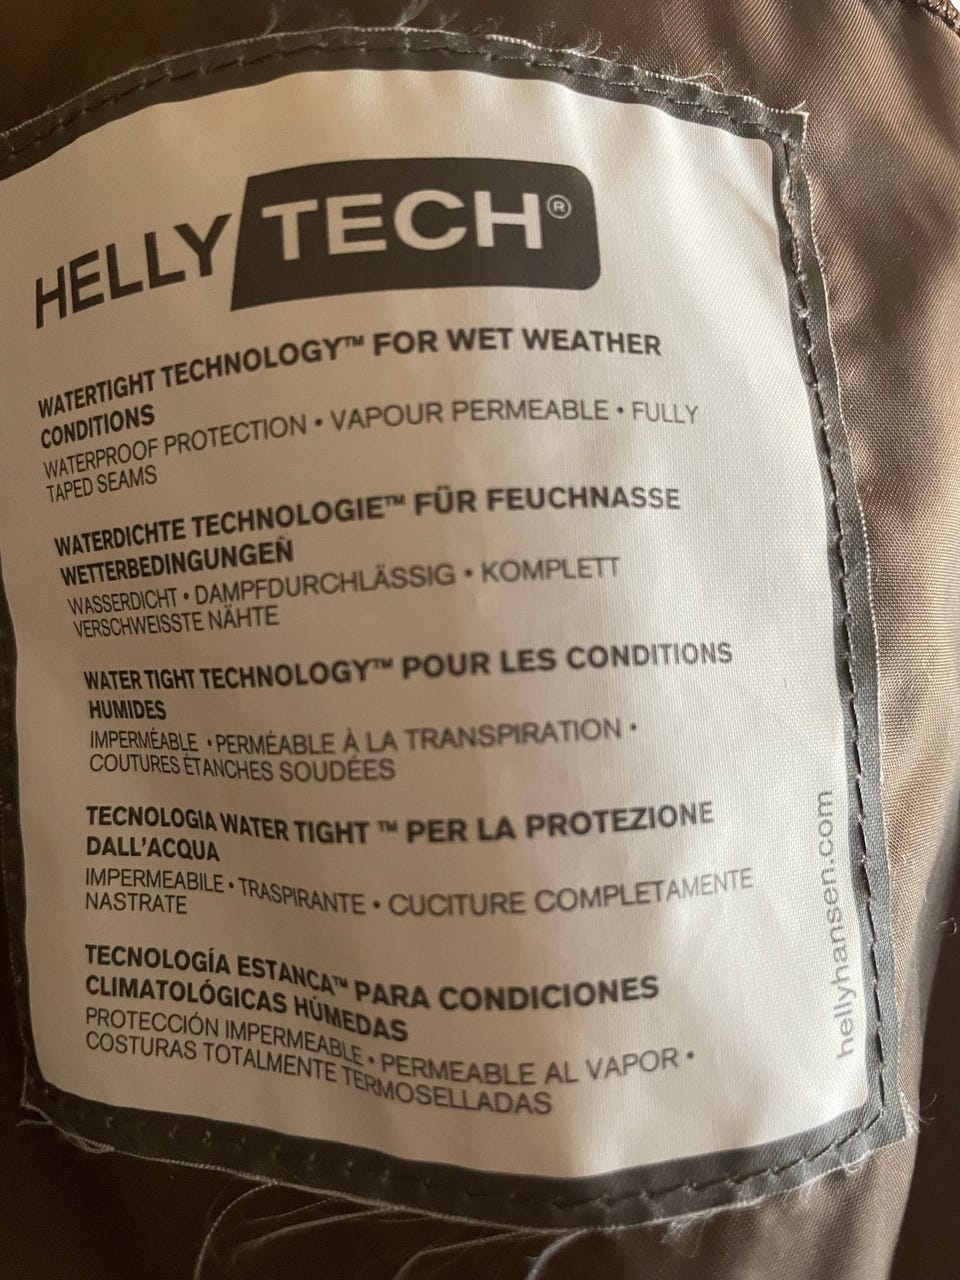 HELLY TECH®
WATERTIGHT TECHNOLOGY™ FOR WET WEATHER
CONDITIONS
WATERPROOF PROTECTION • VAPOUR PERMEABLE • FULLY
TAPED SEAMS
WATERDICHTE TECHNOLOGIE™ FÜR FEUCHNASSE
WETTERBEDINGUNGEN
WASSERDICHT • DAMPFDURCHLÄSSIG • KOMPLETT
VERSCHWEISSTE NÄHTE
WATER TIGHT TECHNOLOGY™ POUR LES CONDITIONS
HUMIDES
IMPERMÉABLE • PERMÉABLE À LA TRANSPIRATION •
COUTURES ÉTANCHES SOUDÉES
TECNOLOGIA WATER TIGHT ™ PER LA PROTEZIONE
DALL'ACQUA
IMPERMEABILE • TRASPIRANTE • CUCITURE COMPLETAMENTE
NASTRATE
TECNOLOGÍA ESTANCA™ PARA CONDICIONES
CLIMATOLÓGICAS HÚMEDAS
PROTECCIÓN IMPERMEABLE • PERMEABLE AL VAPOR •
COSTURAS TOTALMENTE TERMOSELLADAS
hellyhansen.com